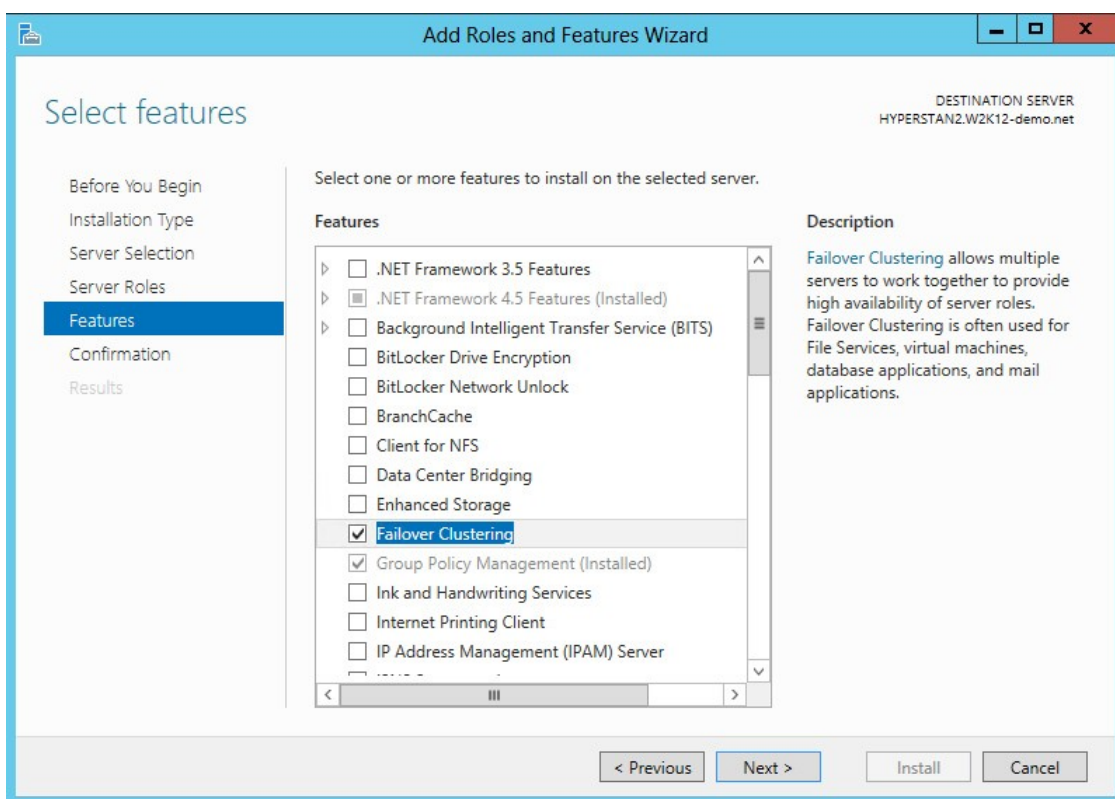 Add Roles and Features Wizard
Select features
DESTINATION SERVER
HYPERSTAN2.W2K12-demo.net
Before You Begin
Installation Type
Server Selection
Server Roles
Features
Confirmation
Results
Select one or more features to install on the selected server.
Features
.NET Framework 3.5 Features
.NET Framework 4.5 Features (Installed)
Background Intelligent Transfer Service (BITS)
BitLocker Drive Encryption
BitLocker Network Unlock
BranchCache
Client for NFS
Data Center Bridging
Enhanced Storage
Failover Clustering
Group Policy Management (Installed)
Ink and Handwriting Services
Internet Printing Client
IP Address Management (IPAM) Server
Description
Failover Clustering allows multiple
servers to work together to provide
high availability of server roles.
Failover Clustering is often used for
File Services, virtual machines,
database applications, and mail
applications.
< Previous
Next >
Install
Cancel